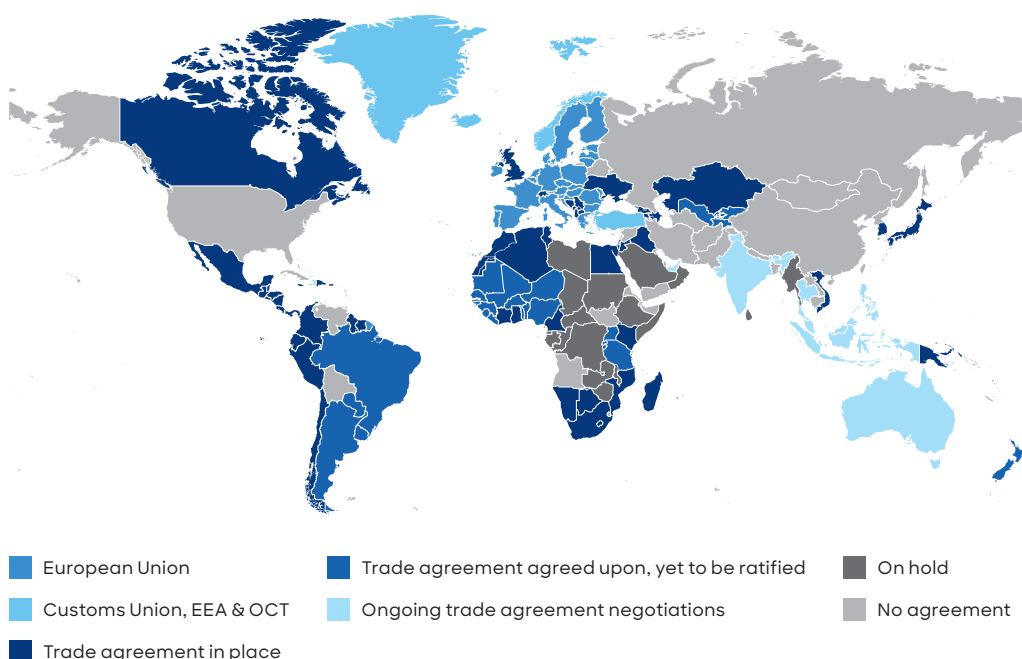 European Union
Customs Union, EEA & OCT
Trade agreement in place
Trade agreement agreed upon, yet to be ratified
Ongoing trade agreement negotiations
On hold
No agreement